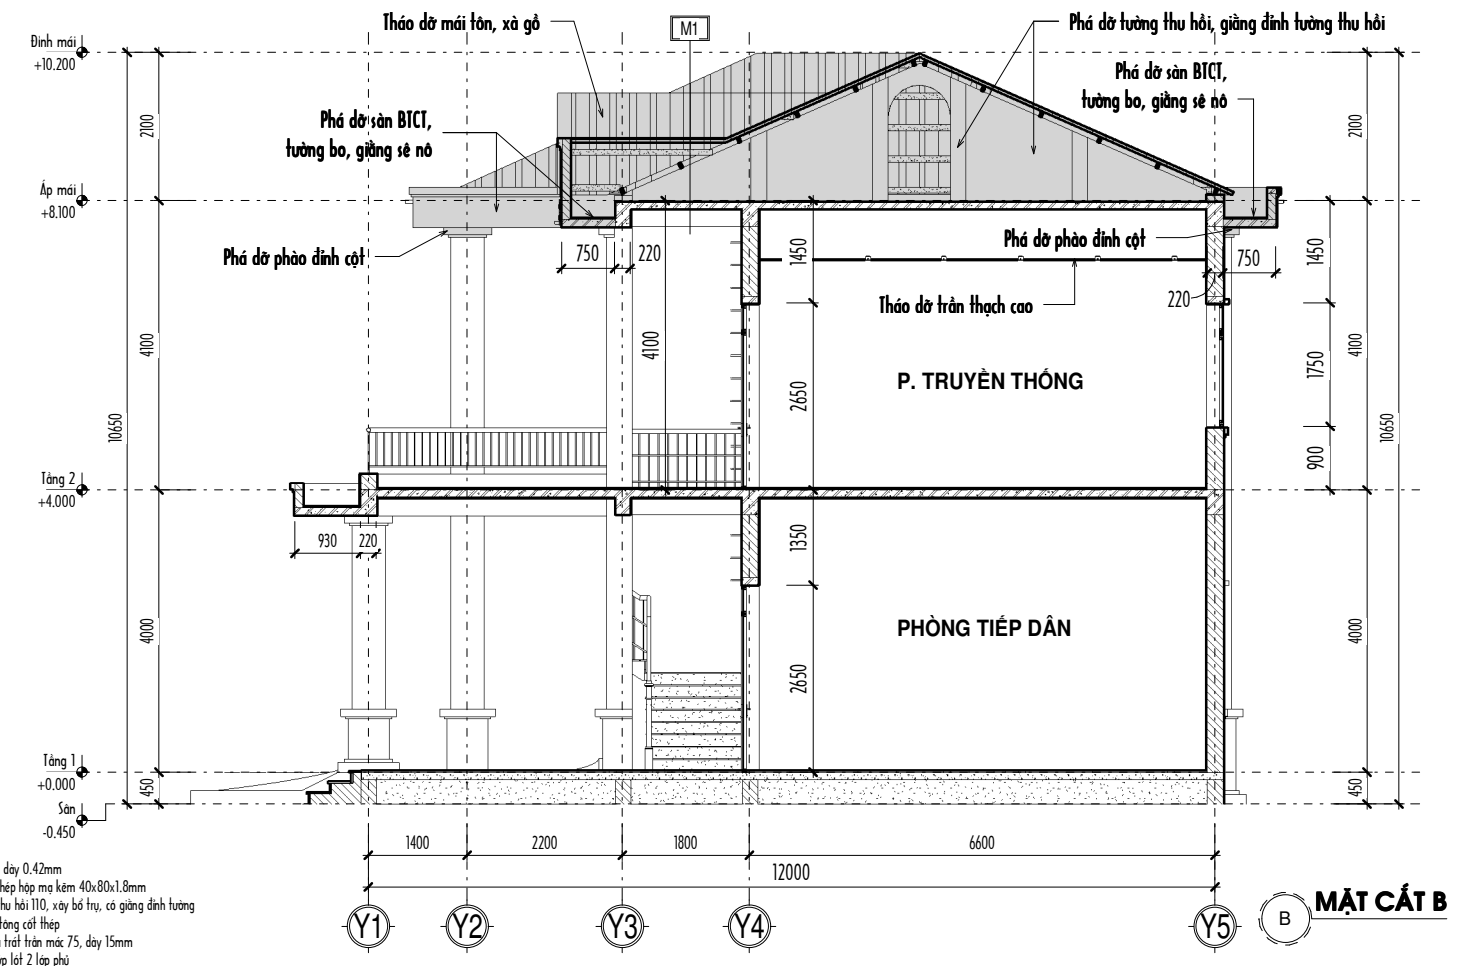 Tháo dỡ mái tôn, xà gồ
M1
Phá dỡ tường thu hồi, giằng đỉnh tường thu hồi
Đỉnh mái
+10.200
Phá dỡ sàn BTCT,
tường bo, giằng sê nô
Phá dỡ sàn BTCT,
tường bo, giằng sê nô
2100
2100
Áp mái
+8.100
Phá dỡ phào đỉnh cột
Phá dỡ phào đỉnh cột
750
220
1450
750
1450
220
Tháo dỡ trần thạch cao
4100
4100
4100
1750
P. TRUYỀN THỐNG
2650
10650
10650
900
Tầng 2
+4.000
930
220
1350
4000
4000
PHÒNG TIẾP DÂN
2650
Tầng 1
+0.000
450
450
Sân
-0.450
1400
2200
1800
6600
12000
dày 0.42mm
hép hộp mạ kẽm 40x80x1.8mm
hu hồi 110, xây bổ trụ, có giằng đỉnh tường
tông cốt thép
trát trần mác 75, dày 15mm
lót 2 lớp phủ
Y1
Y2
Y3
Y4
Y5
B
MẶT CẮT B